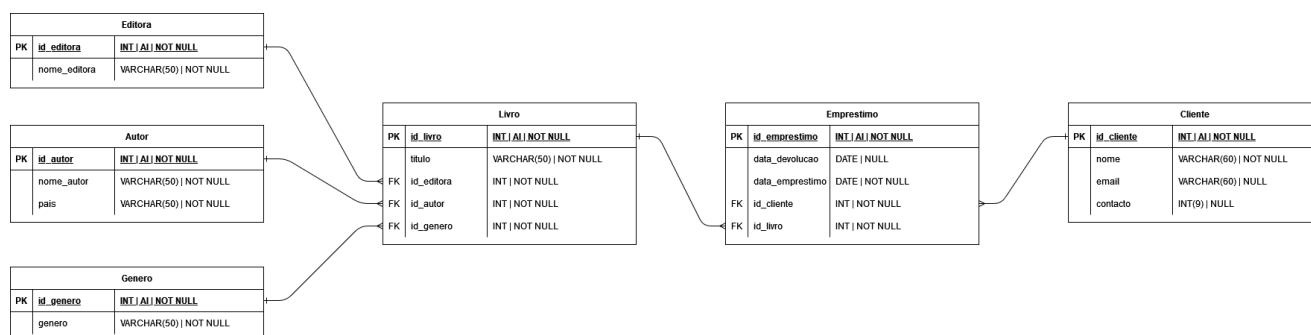 Editora
PK id_editora INT | AI | NOT NULL
nome_editora VARCHAR(50) | NOT NULL
Autor
PK id_autor INT | AI | NOT NULL
nome_autor VARCHAR(50) | NOT NULL
pais VARCHAR(50) | NOT NULL
Genero
PK id_genero INT | AI | NOT NULL
genero VARCHAR(50) | NOT NULL
Livro
PK id_livro INT | AI | NOT NULL
titulo VARCHAR(50) | NOT NULL
FK id_editora INT | NOT NULL
FK id_autor INT | NOT NULL
FK id_genero INT | NOT NULL
Emprestimo
PK id_emprestimo INT | AI | NOT NULL
data_devolucao DATE | NULL
data_emprestimo DATE | NOT NULL
FK id_cliente INT | NOT NULL
FK id_livro INT | NOT NULL
Cliente
PK id_cliente INT | AI | NOT NULL
nome VARCHAR(60) | NOT NULL
email VARCHAR(60) | NULL
contacto INT(9) | NULL